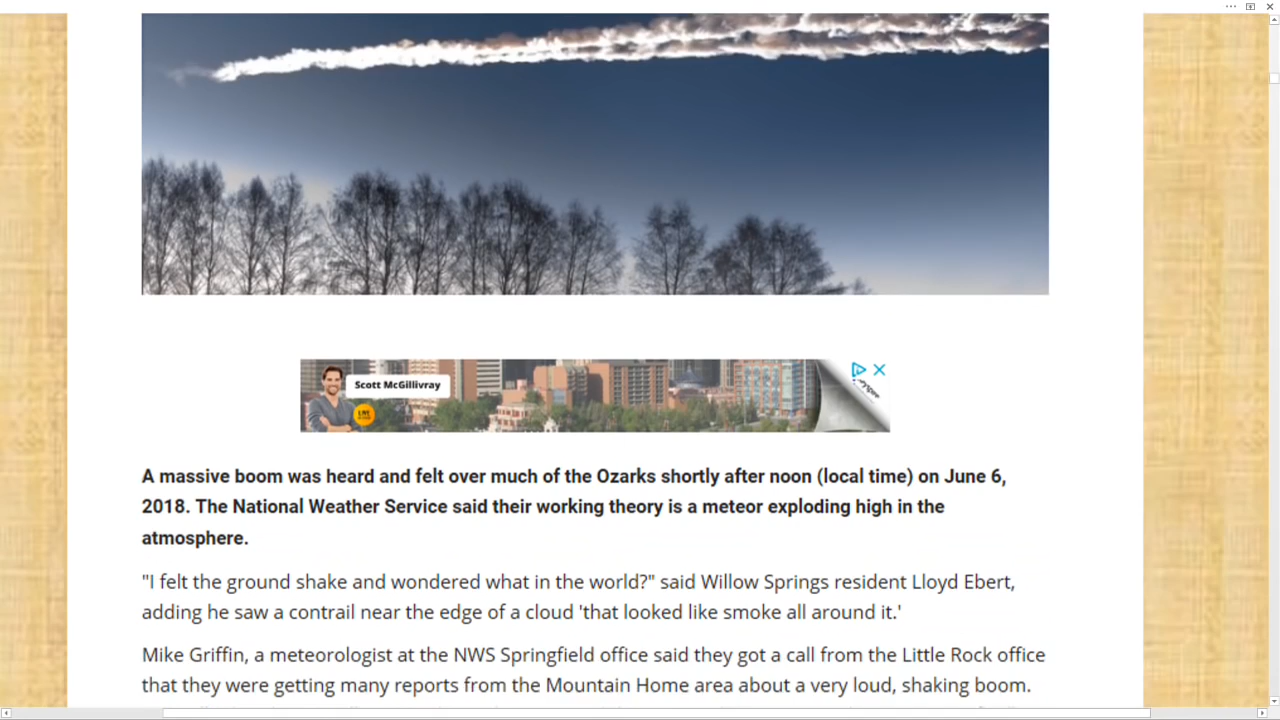 Scott McGillivray
LIVE
A massive boom was heard and felt over much of the Ozarks shortly after noon (local time) on June 6,
2018. The National Weather Service said their working theory is a meteor exploding high in the
atmosphere.
"I felt the ground shake and wondered what in the world?" said Willow Springs resident Lloyd Ebert,
adding he saw a contrail near the edge of a cloud 'that looked like smoke all around it.'
Mike Griffin, a meteorologist at the NWS Springfield office said they got a call from the Little Rock office
that they were getting many reports from the Mountain Home area about a very loud, shaking boom.